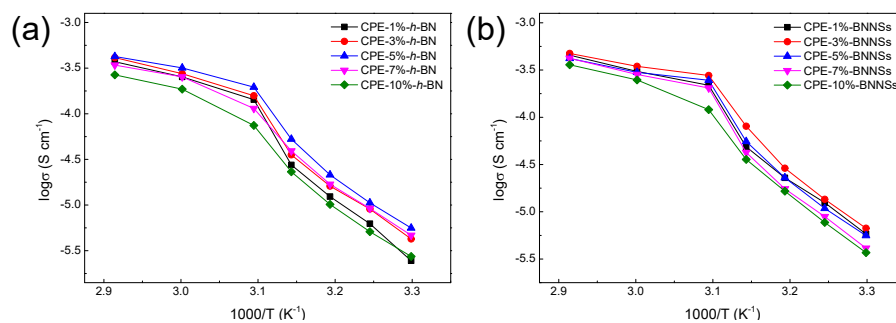 (a)
CPE-1%-h-BN
CPE-3%-h-BN
CPE-5%-h-BN
CPE-7%-h-BN
CPE-10%-h-BN
-3.0
-3.5
-4.0
-4.5
-5.0
-5.5
logσ (S cm⁻¹)
2.9 3.0 3.1 3.2 3.3
1000/T (K⁻¹)
(b)
CPE-1%-BNNSs
CPE-3%-BNNSs
CPE-5%-BNNSs
CPE-7%-BNNSs
CPE-10%-BNNSs
-3.0
-3.5
-4.0
-4.5
-5.0
-5.5
logσ (S cm⁻¹)
2.9 3.0 3.1 3.2 3.3
1000/T (K⁻¹)